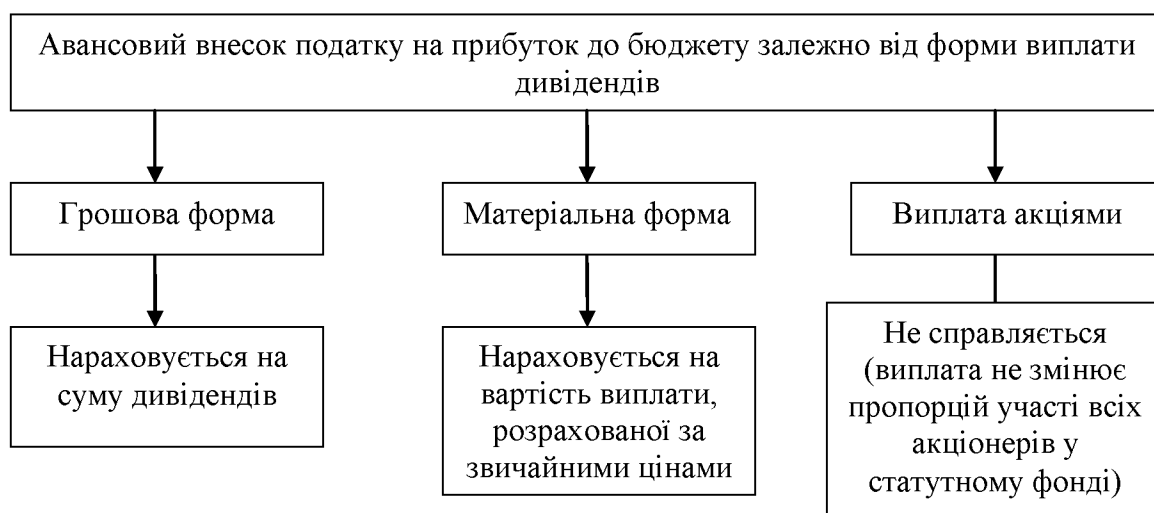 Авансовий внесок податку на прибуток до бюджету залежно від форми виплати
дивідендів
Грошова форма
Матеріальна форма
Виплата акціями
Нараховується на
суму дивідендів
Нараховується на
вартість виплати,
розрахованої за
звичайними цінами
Не справляється
(виплата не змінює
пропорцій участі всіх
акціонерів у
статутному фонді)